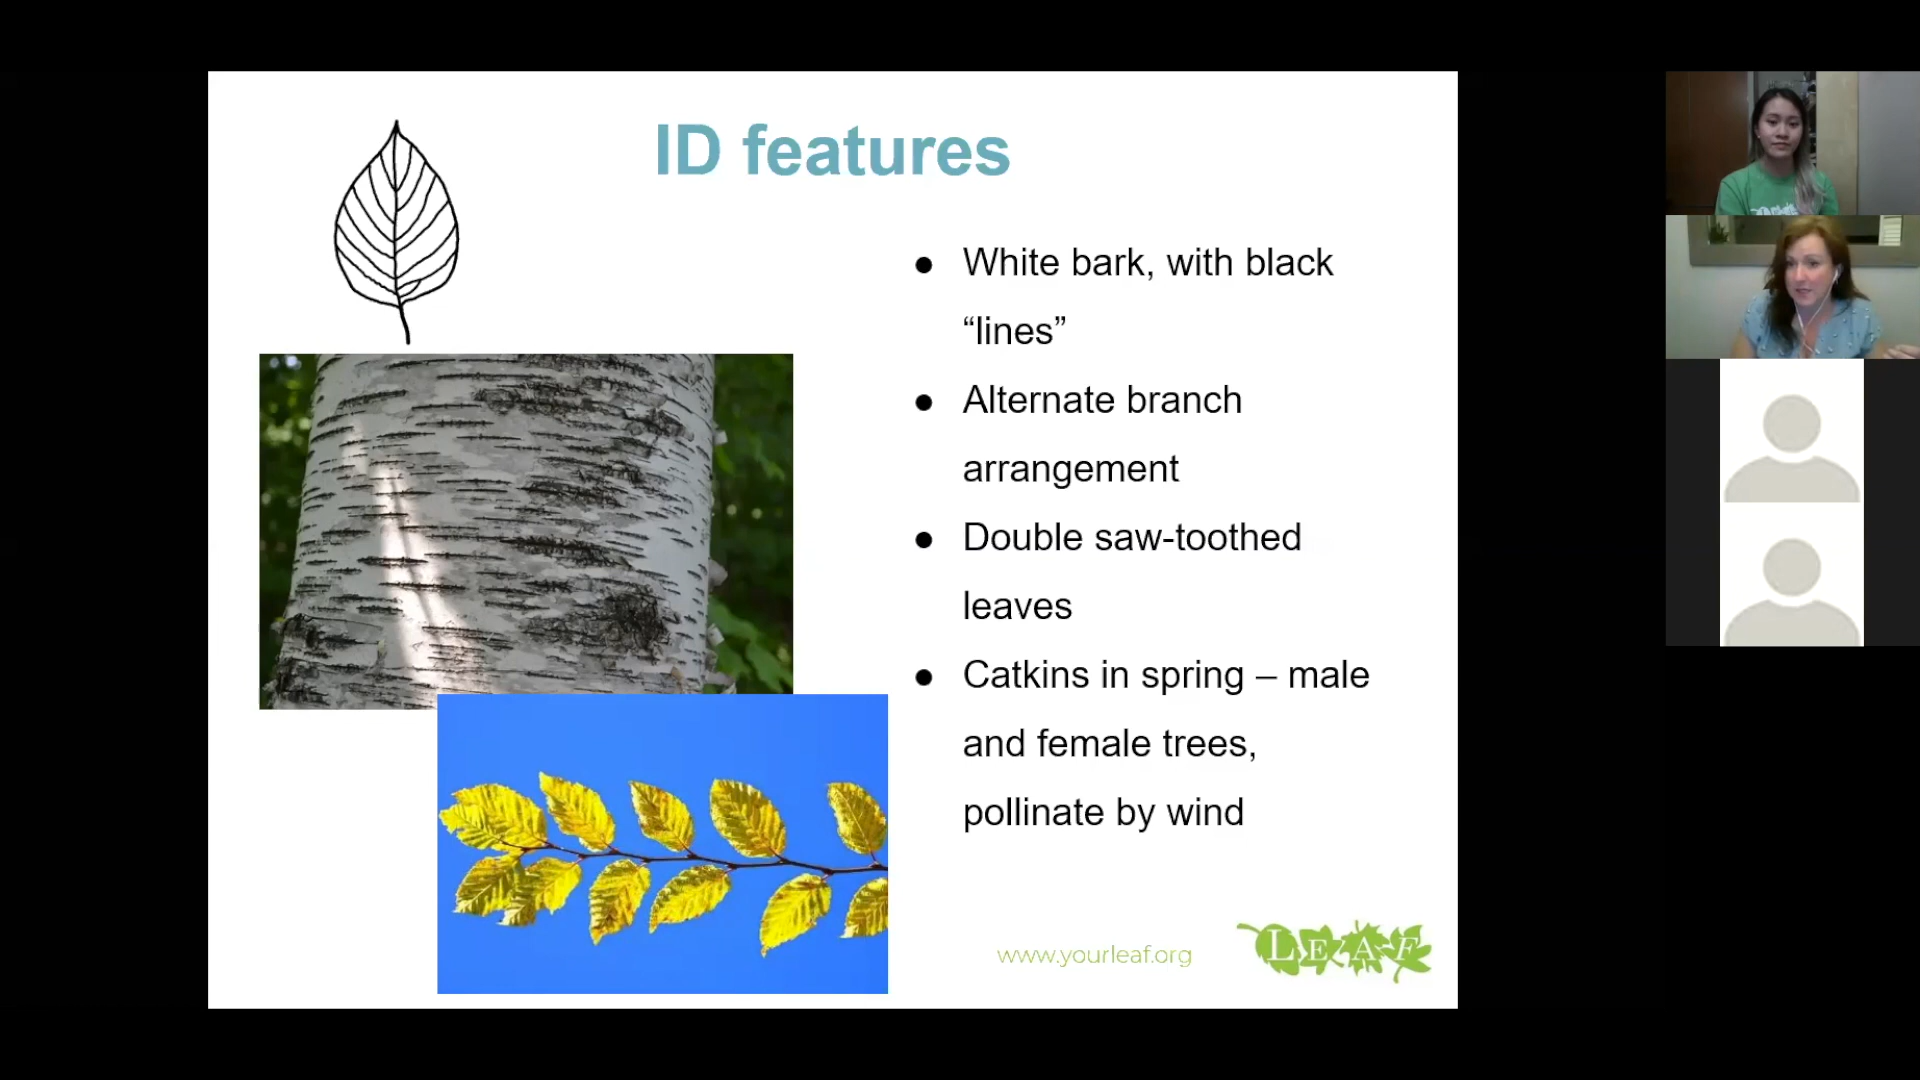 ID features
● White bark, with black
“lines”
● Alternate branch
arrangement
● Double saw-toothed
leaves
● Catkins in spring – male
and female trees,
pollinate by wind
www.yourleaf.org
LEAF